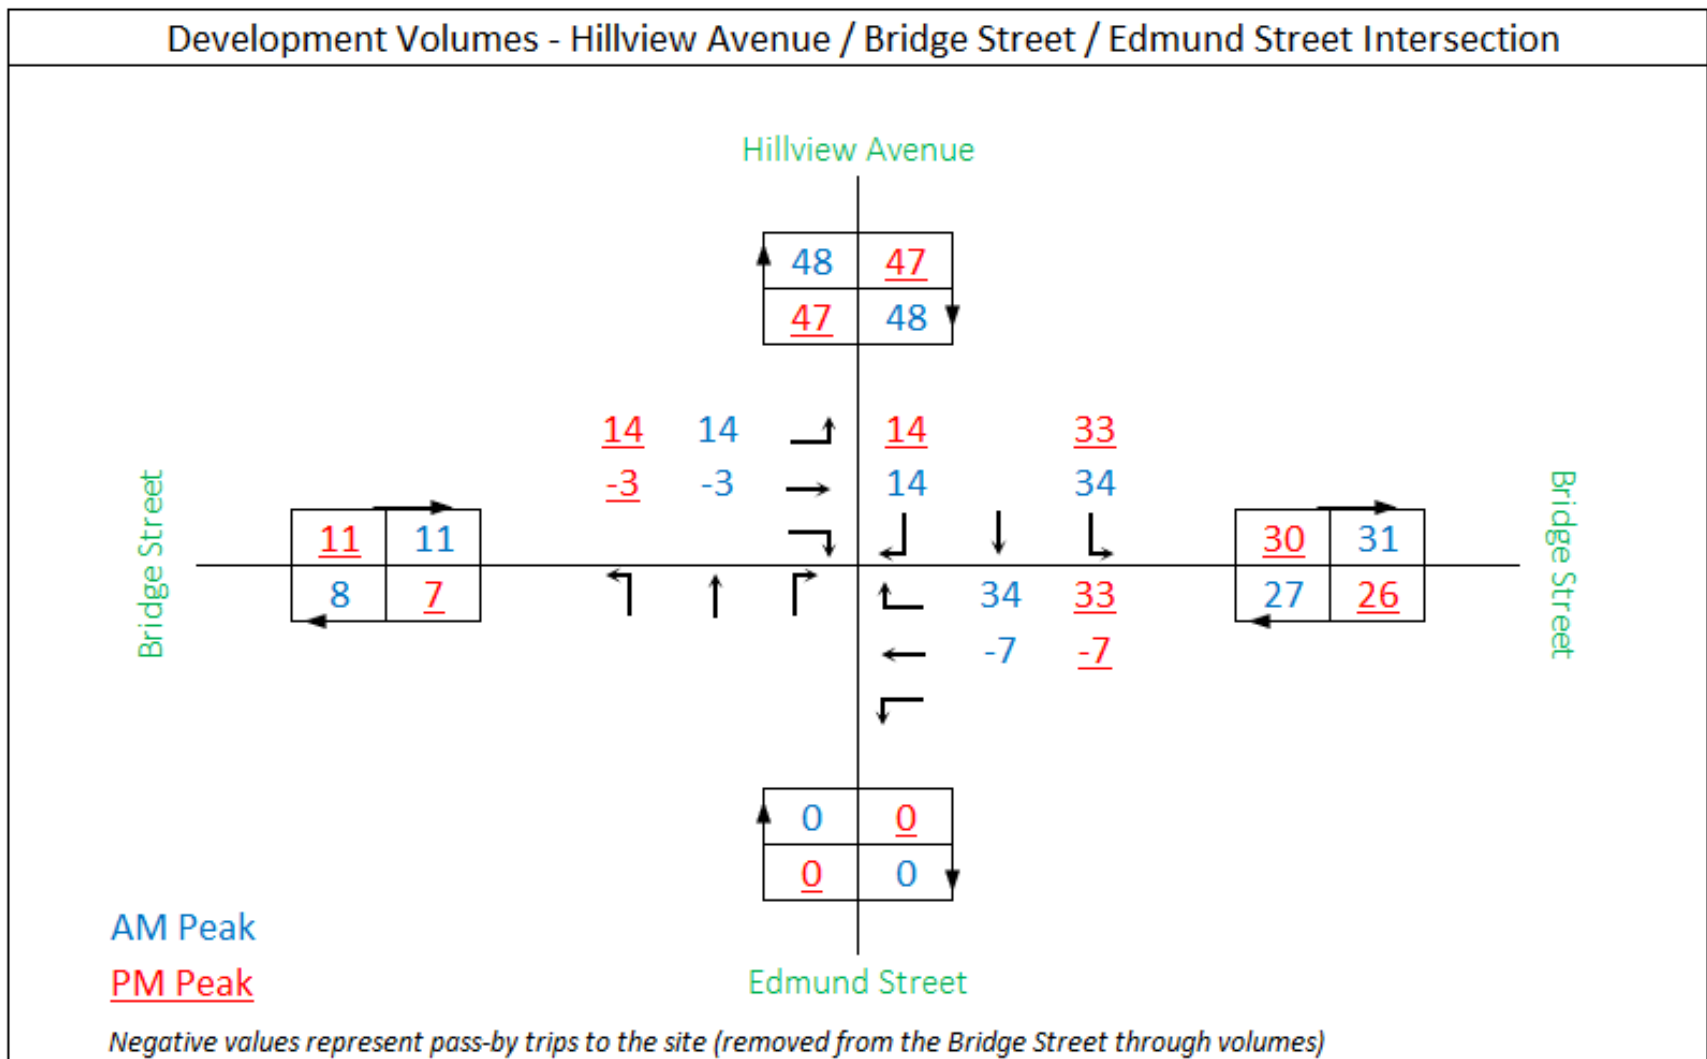 Development Volumes - Hillview Avenue / Bridge Street / Edmund Street Intersection
Hillview Avenue
48 47
47 48
14 14 14 33
-3 -3 14 34
Bridge Street
11 11
8 7
Bridge Street
30 31
27 26
34 33
-7 -7
0 0
0 0
AM Peak
PM Peak
Edmund Street
Negative values represent pass-by trips to the site (removed from the Bridge Street through volumes)